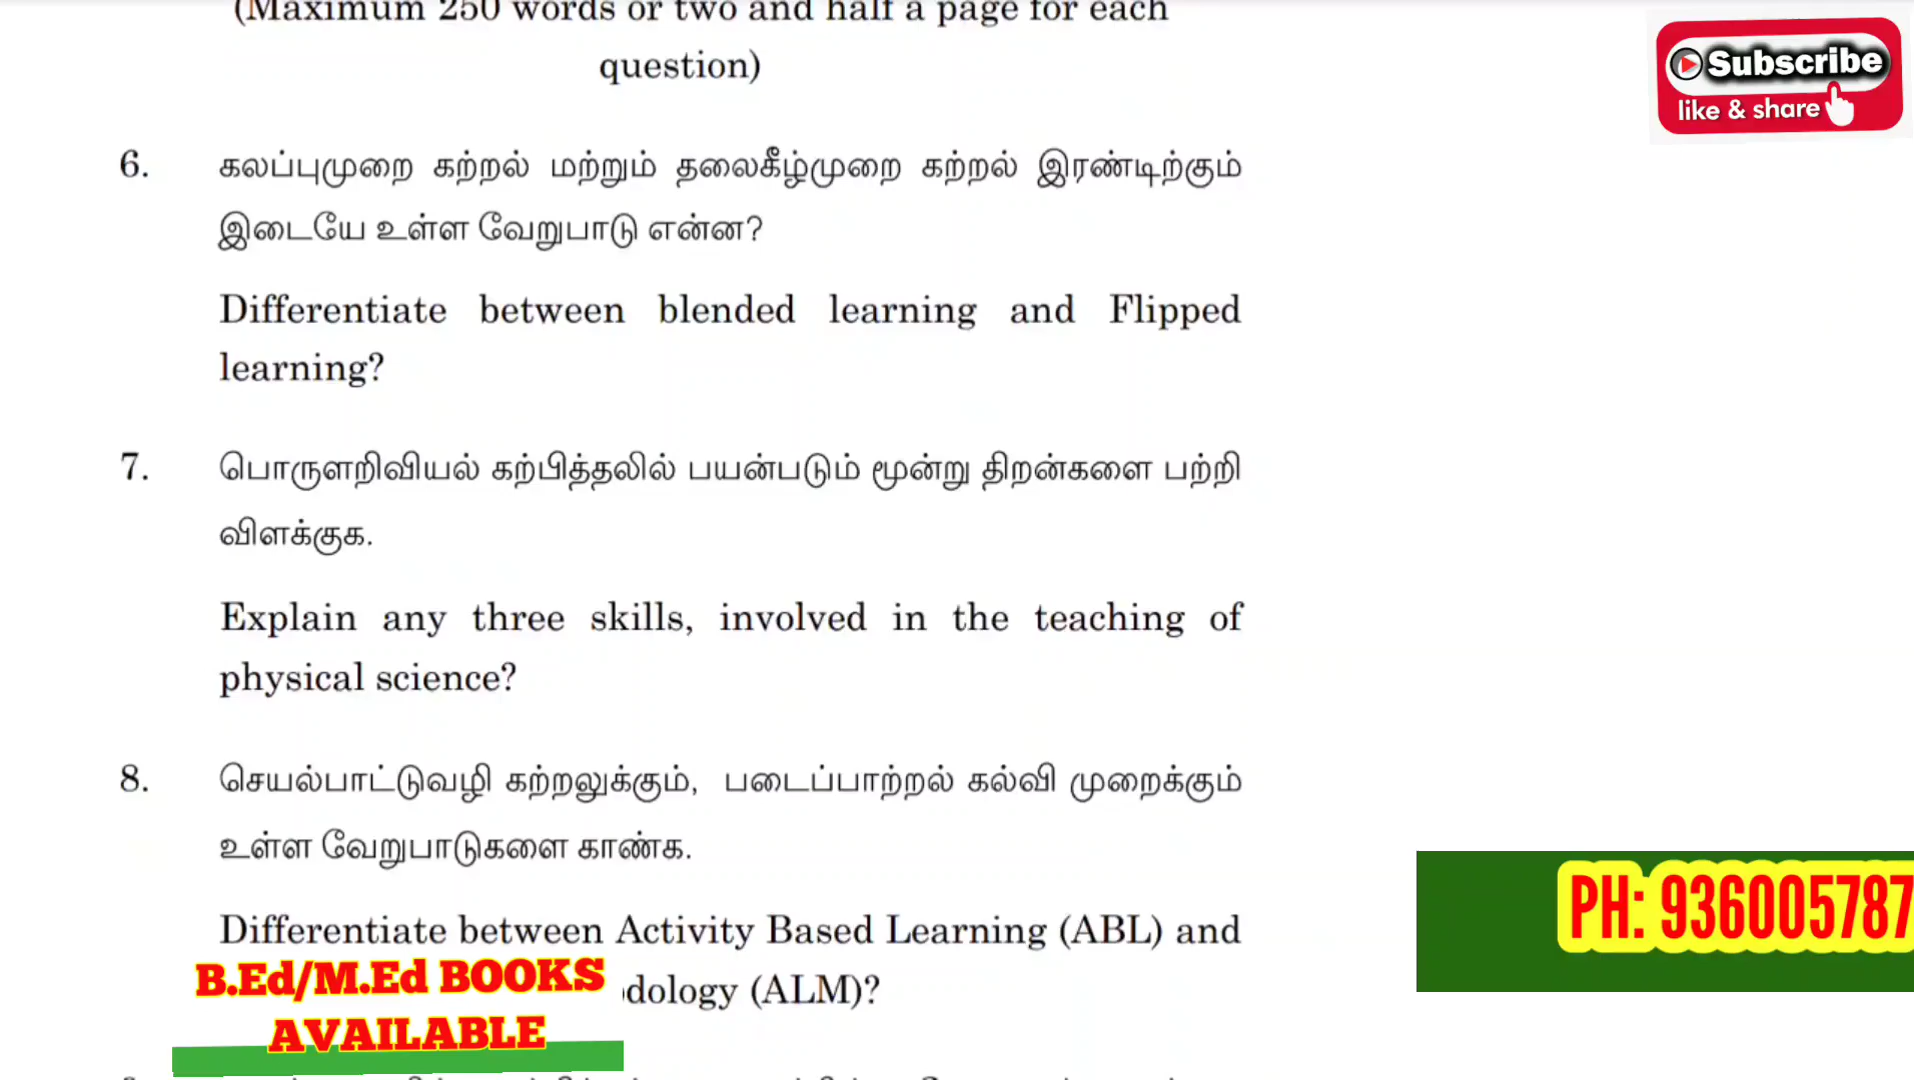 (Maximum 250 words or two and half a page for each
question)
Subscribe
like & share
6. கலப்புமுறை கற்றல் மற்றும் தலைகீழ்முறை கற்றல் இரண்டிற்கும்
இடையே உள்ள வேறுபாடு என்ன?
Differentiate between blended learning and Flipped
learning?
7. பொருளறிவியல் கற்பித்தலில் பயன்படும் மூன்று திறன்களை பற்றி
விளக்குக.
Explain any three skills, involved in the teaching of
physical science?
8. செயல்பாட்டுவழி கற்றலுக்கும், படைப்பாற்றல் கல்வி முறைக்கும்
உள்ள வேறுபாடுகளை காண்க.
PH: 936005787
Differentiate between Activity Based Learning (ABL) and
dology (ALM)?
B.Ed/M.Ed BOOKS
AVAILABLE